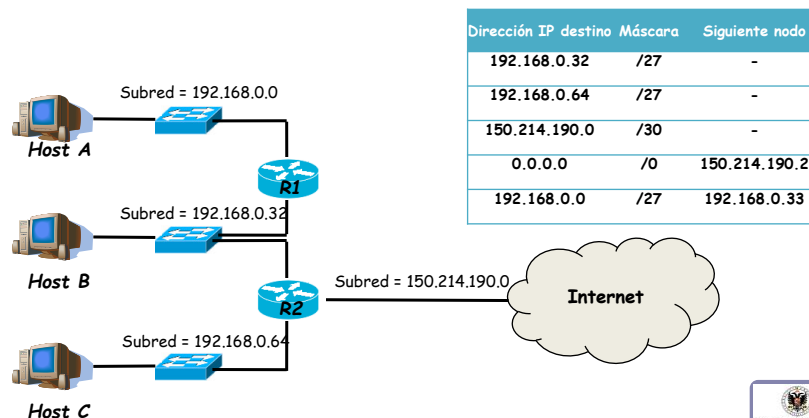 Dirección IP destino Máscara Siguiente nodo
192.168.0.32 /27 -
192.168.0.64 /27 -
150.214.190.0 /30 -
0.0.0.0 /0 150.214.190.2
192.168.0.0 /27 192.168.0.33
Subred = 192.168.0.0
Host A
R1
Subred = 192.168.0.32
Host B
Subred = 150.214.190.0
Internet
R2
Subred = 192.168.0.64
Host C